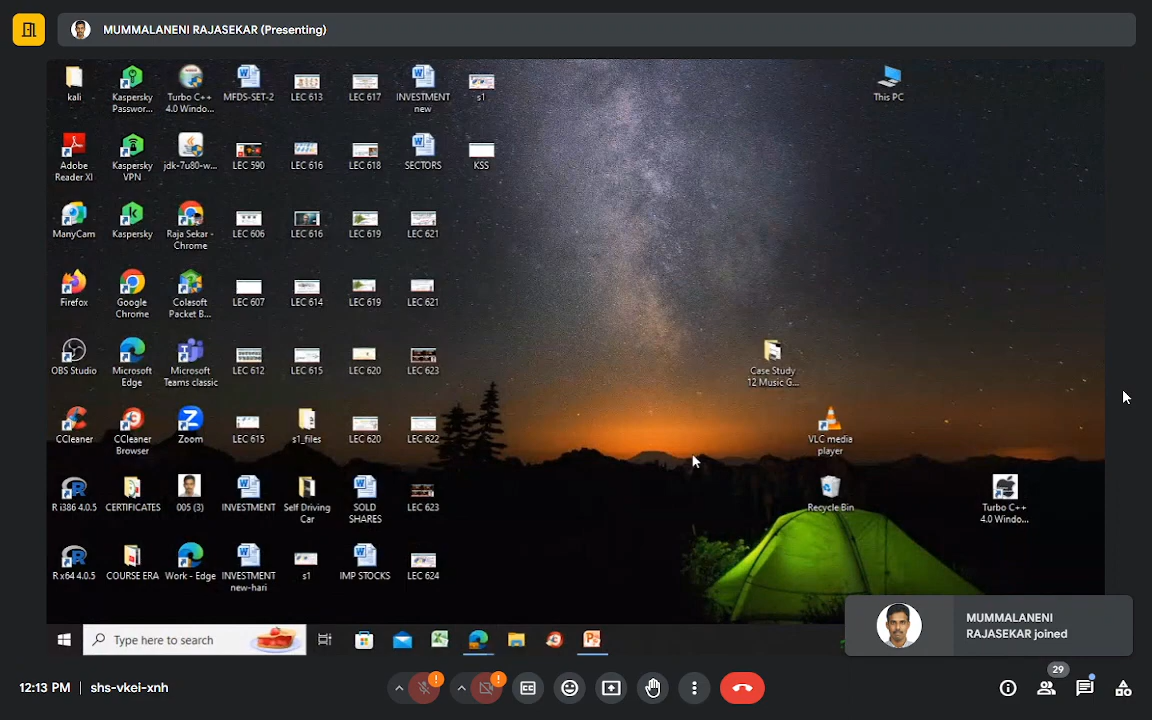 MUMMALANENI RAJASEKAR (Presenting)
kali
Kaspersky
Passwor...
Turbo C++
4.0 Windo...
MFDS-SET-2
LEC 613
LEC 617
INVESTMENT
new
s1
This PC
Adobe
Reader XI
Kaspersky
VPN
jdk-7u80-w...
LEC 590
LEC 616
LEC 618
SECTORS
KSS
ManyCam
Kaspersky
Raja Sekar -
Chrome
LEC 606
LEC 616
LEC 619
LEC 621
Firefox
Google
Chrome
Colasoft
Packet B...
LEC 607
LEC 614
LEC 619
LEC 621
OBS Studio
Microsoft
Edge
Microsoft
Teams classic
LEC 612
LEC 615
LEC 620
LEC 623
Case Study
12 Music G...
CCleaner
CCleaner
Browser
Zoom
LEC 615
s1_files
LEC 620
LEC 622
VLC media
player
R i386 4.0.5
CERTIFICATES
005 (3)
INVESTMENT
Self Driving
Car
SOLD
SHARES
LEC 623
Recycle Bin
Turbo C++
4.0 Windo...
R x64 4.0.5
COURSE ERA
Work - Edge
INVESTMENT
new-hari
s1
IMP STOCKS
LEC 624
MUMMALANENI
RAJASEKAR joined
Type here to search
12:13 PM | shs-vkei-xnh
29